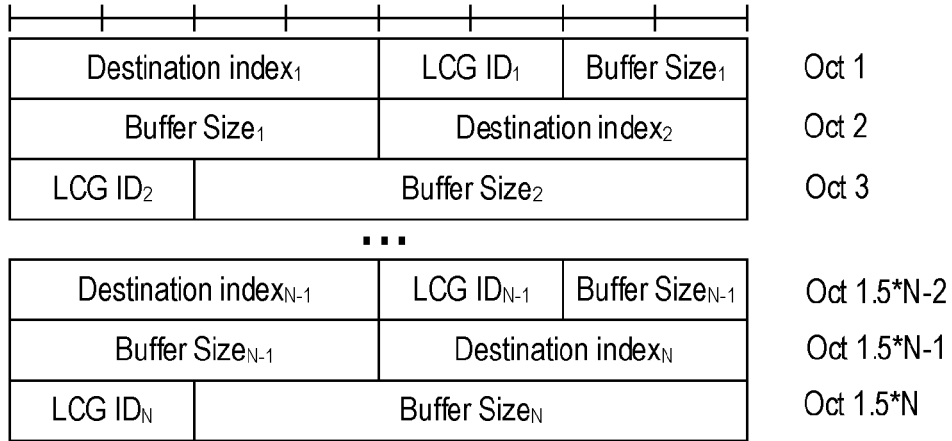 Destination index₁ LCG ID₁ Buffer Size₁ Oct 1
Buffer Size₁ Destination index₂ Oct 2
LCG ID₂ Buffer Size₂ Oct 3
...
Destination indexN-1 LCG IDN-1 Buffer SizeN-1 Oct 1.5*N-2
Buffer SizeN-1 Destination indexN Oct 1.5*N-1
LCG IDN Buffer SizeN Oct 1.5*N